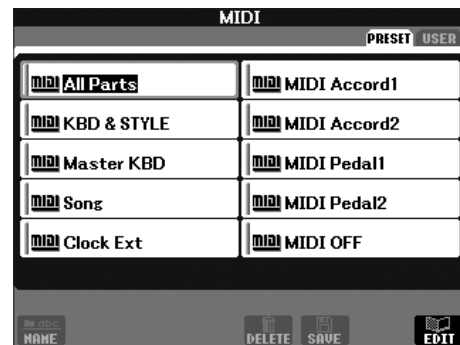 MIDI
PRESET USER
MIDI All Parts
MIDI MIDI Accord1
MIDI KBD & STYLE
MIDI MIDI Accord2
MIDI Master KBD
MIDI MIDI Pedal1
MIDI Song
MIDI MIDI Pedal2
MIDI Clock Ext
MIDI MIDI OFF
abc
NAME DELETE SAVE EDIT